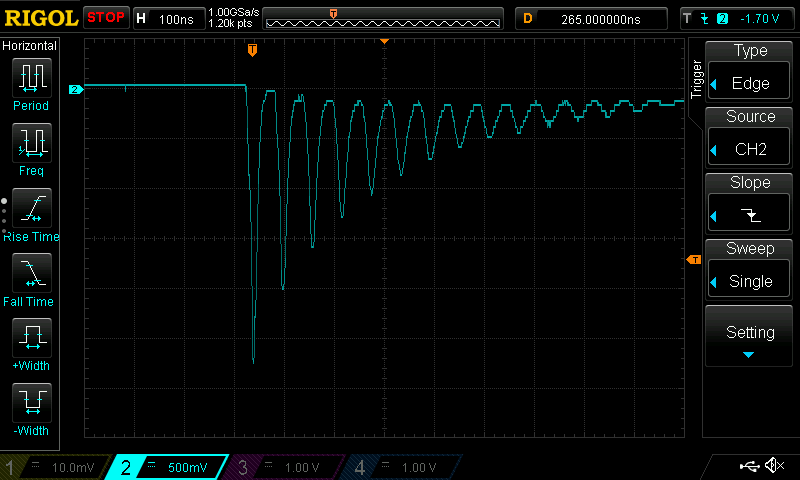 RIGOL STOP H 100ns 1.00GSa/s D 265.000000ns T 2 -1.70 V
1.20k pts
Horizontal
T
T
2
Period
Freq
Rise Time
Fall Time
+Width
-Width
Trigger
T
Type
Edge
Source
CH2
Slope
Sweep
Single
Setting
1 10.0mV 2 500mV 3 1.00 V 4 1.00 V